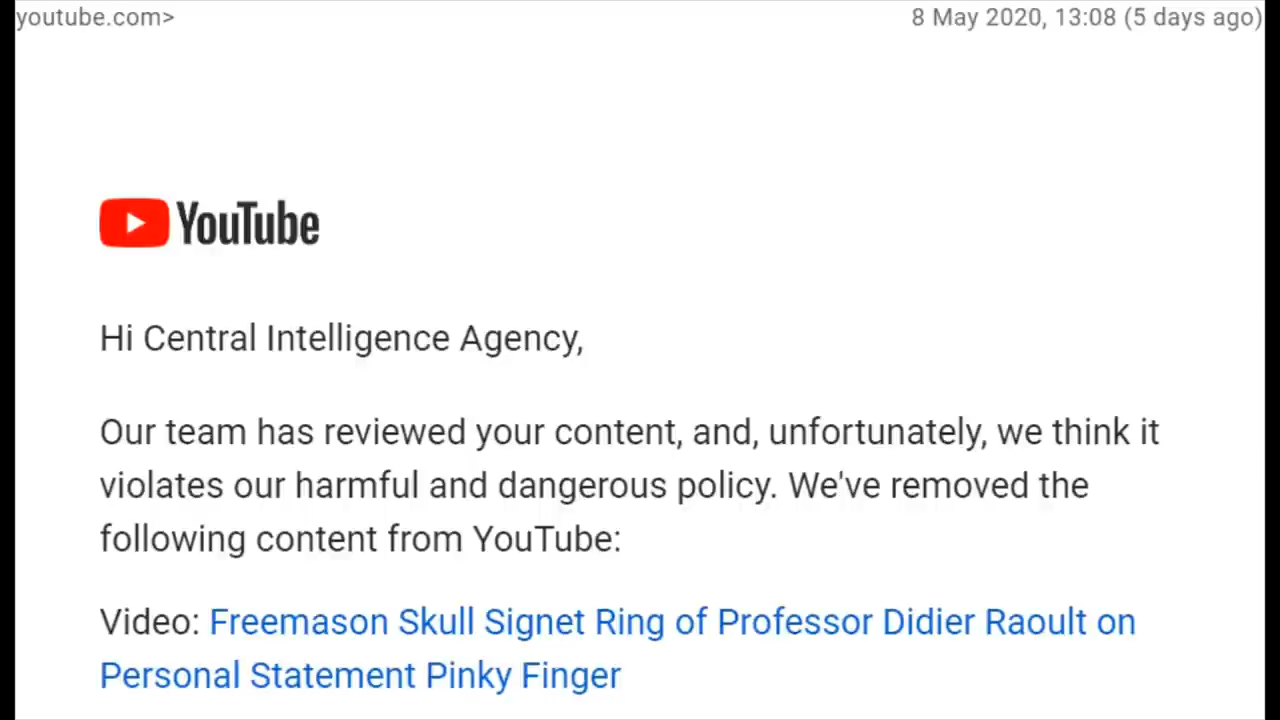 youtube.com>
8 May 2020, 13:08 (5 days ago)
YouTube
Hi Central Intelligence Agency,
Our team has reviewed your content, and, unfortunately, we think it
violates our harmful and dangerous policy. We've removed the
following content from YouTube:
Video: Freemason Skull Signet Ring of Professor Didier Raoult on
Personal Statement Pinky Finger